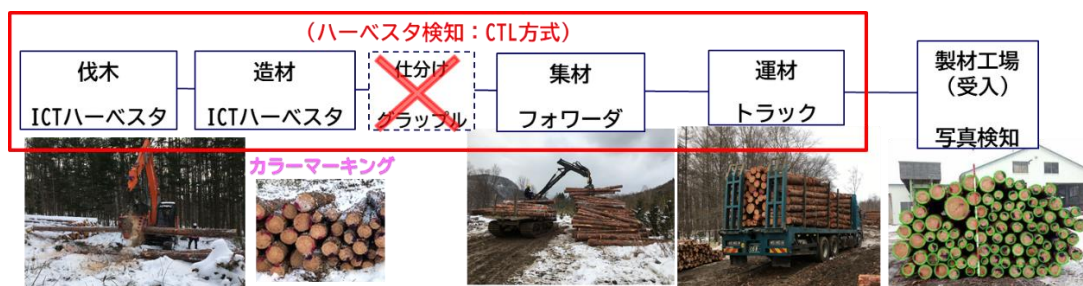 (ハーベスタ検知：CTL方式)
伐木
ICTハーベスタ
造材
ICTハーベスタ
仕分け
グラップル
集材
フォワーダ
運材
トラック
製材工場
(受入)
写真検知
カラーマーキング